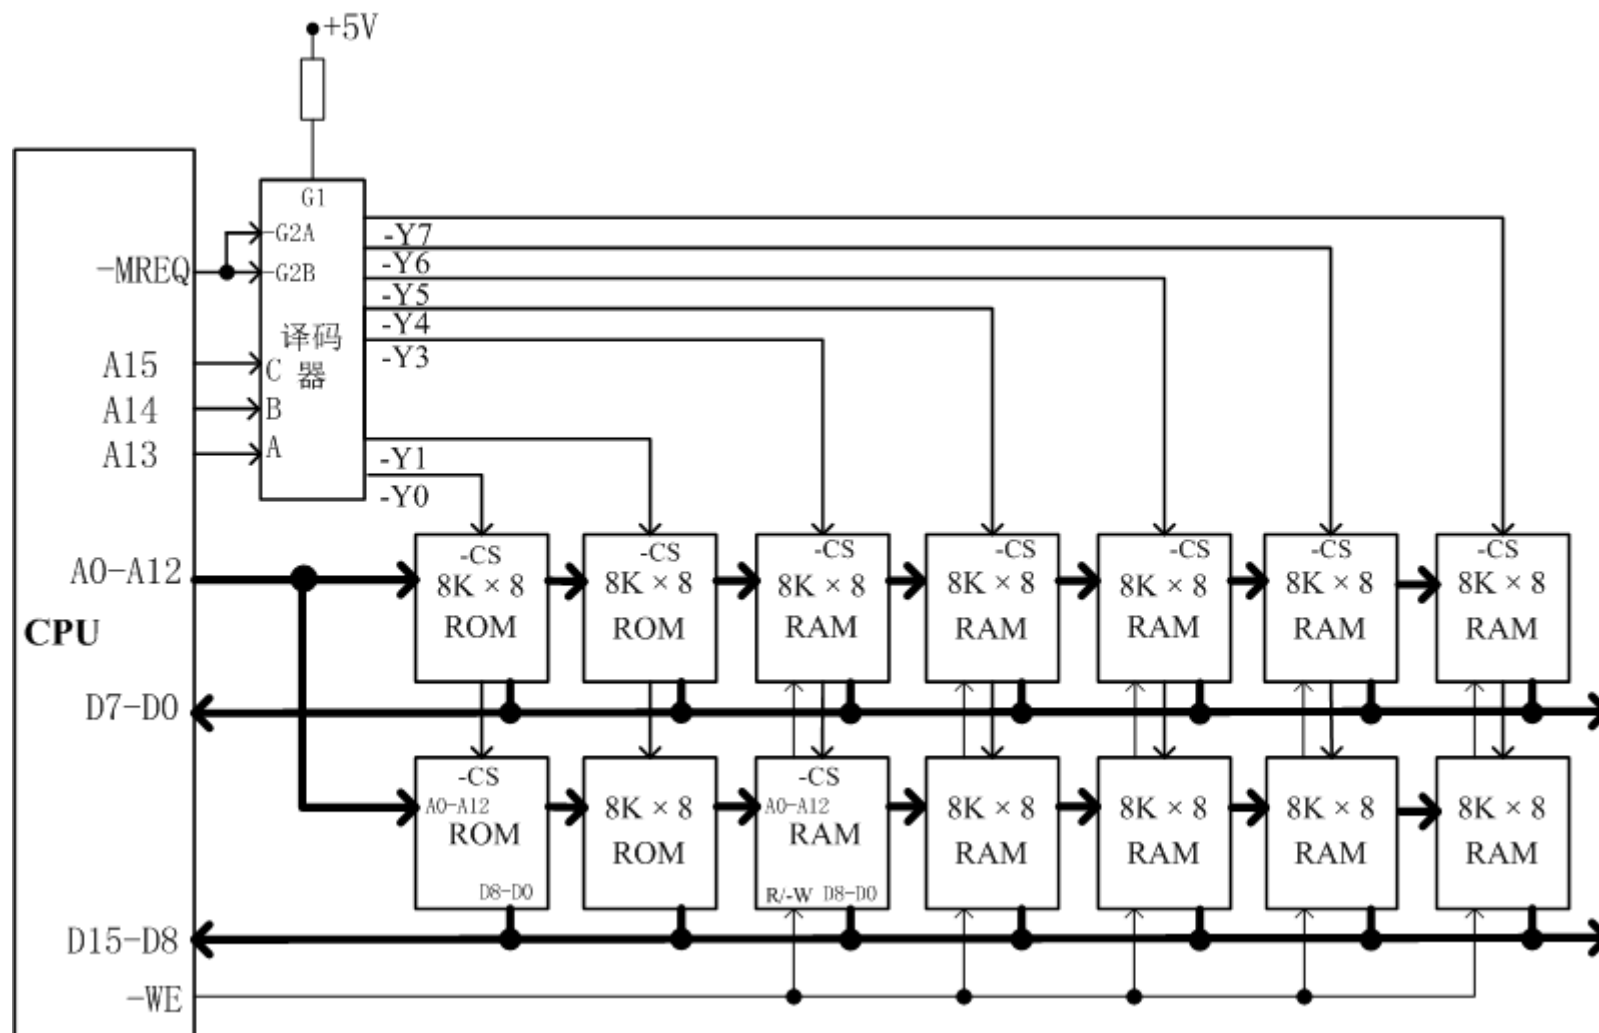 +5V
G1
-G2A
-Y7
-MREQ
-G2B
-Y6
-Y5
译码
-Y4
器
-Y3
A15
C
A14
B
A13
A
-Y1
-Y0
A0-A12
-CS
-CS
-CS
-CS
-CS
-CS
-CS
8K × 8
8K × 8
8K × 8
8K × 8
8K × 8
8K × 8
8K × 8
CPU
ROM
ROM
RAM
RAM
RAM
RAM
RAM
D7-D0
-CS
-CS
A0-A12
8K × 8
A0-A12
8K × 8
8K × 8
8K × 8
8K × 8
ROM
ROM
RAM
RAM
RAM
RAM
RAM
D8-D0
R/-W D8-D0
D15-D8
-WE